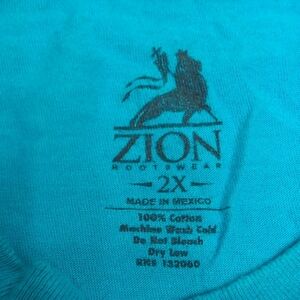 ZION
ROOTSWEAR
2X
MADE IN MEXICO
100% Cotton
Machine Wash Cold
Do Not Bleach
Dry Low
RN# 132060